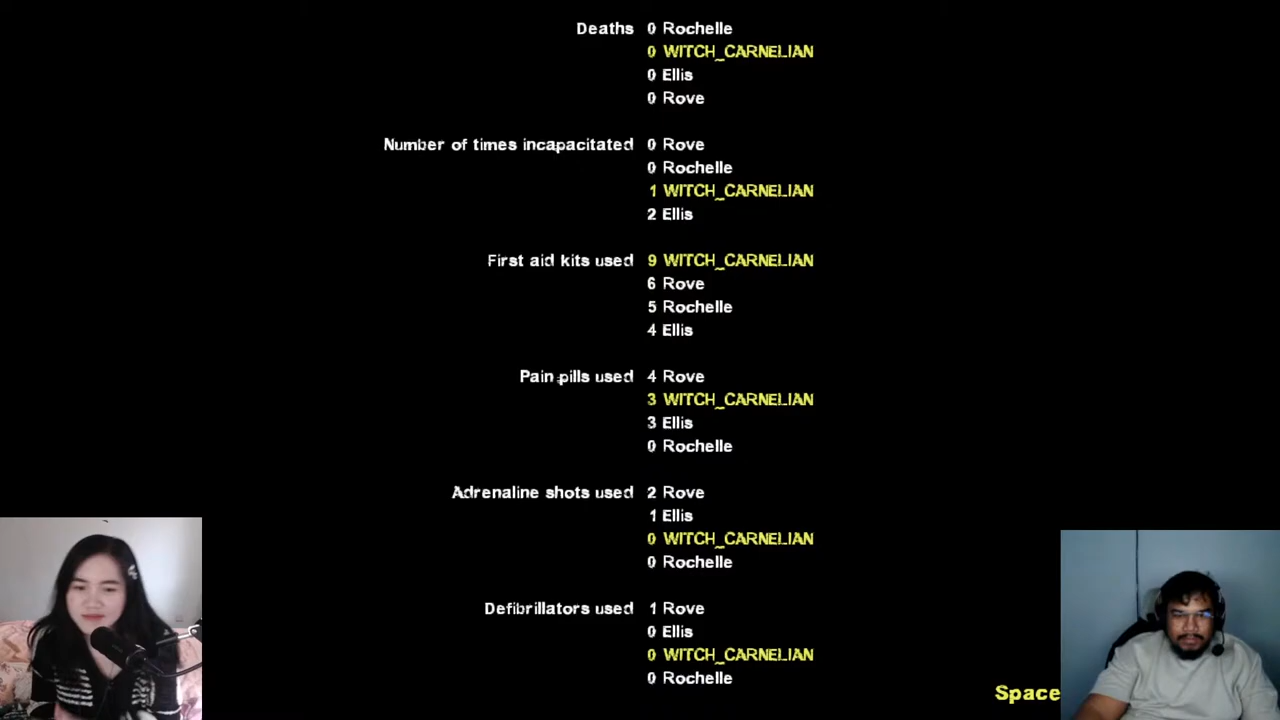 Deaths 0 Rochelle
0 WITCH_CARNELIAN
0 Ellis
0 Rove
Number of times incapacitated 0 Rove
0 Rochelle
1 WITCH_CARNELIAN
2 Ellis
First aid kits used 9 WITCH_CARNELIAN
6 Rove
5 Rochelle
4 Ellis
Pain pills used 4 Rove
3 WITCH_CARNELIAN
3 Ellis
0 Rochelle
Adrenaline shots used 2 Rove
1 Ellis
0 WITCH_CARNELIAN
0 Rochelle
Defibrillators used 1 Rove
0 Ellis
0 WITCH_CARNELIAN
0 Rochelle
Space